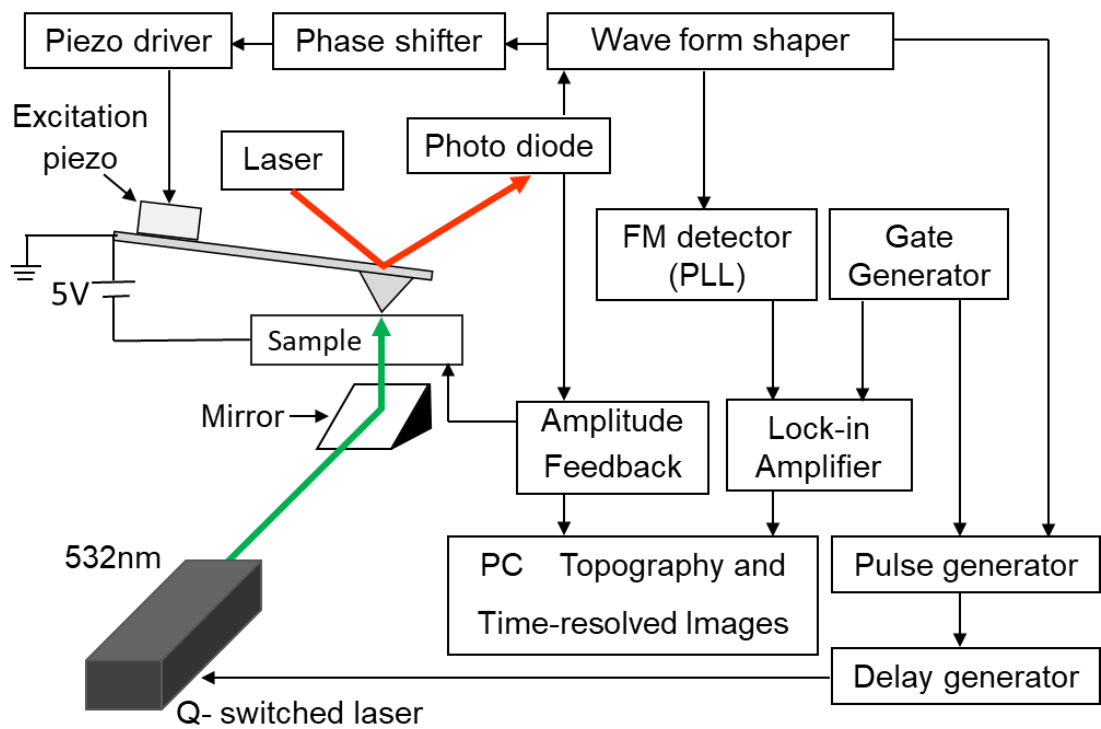 Piezo driver
Phase shifter
Wave form shaper
Excitation
piezo
Laser
Photo diode
FM detector
(PLL)
Gate
Generator
5V
Sample
Mirror
Amplitude
Feedback
Lock-in
Amplifier
532nm
PC Topography and
Time-resolved Images
Pulse generator
Delay generator
Q- switched laser